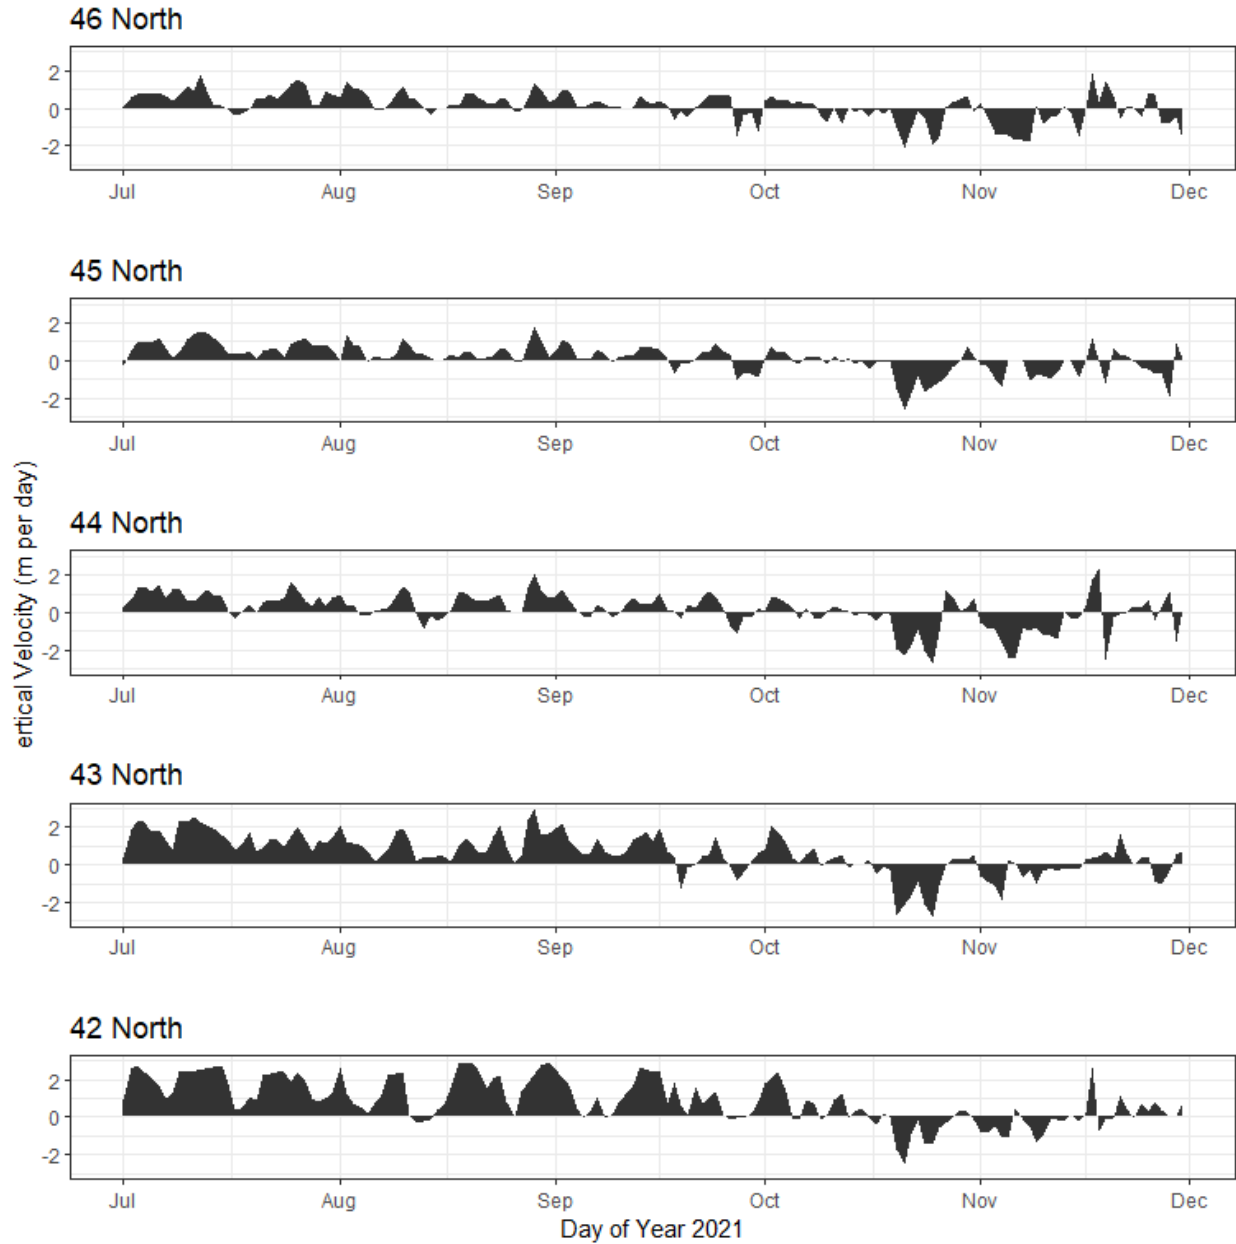 46 North
2
0
-2
Jul Aug Sep Oct Nov Dec
45 North
2
0
-2
Jul Aug Sep Oct Nov Dec
44 North
2
0
-2
Jul Aug Sep Oct Nov Dec
ertical Velocity (m per day)
43 North
2
0
-2
Jul Aug Sep Oct Nov Dec
42 North
2
0
-2
Jul Aug Sep Oct Nov Dec
Day of Year 2021